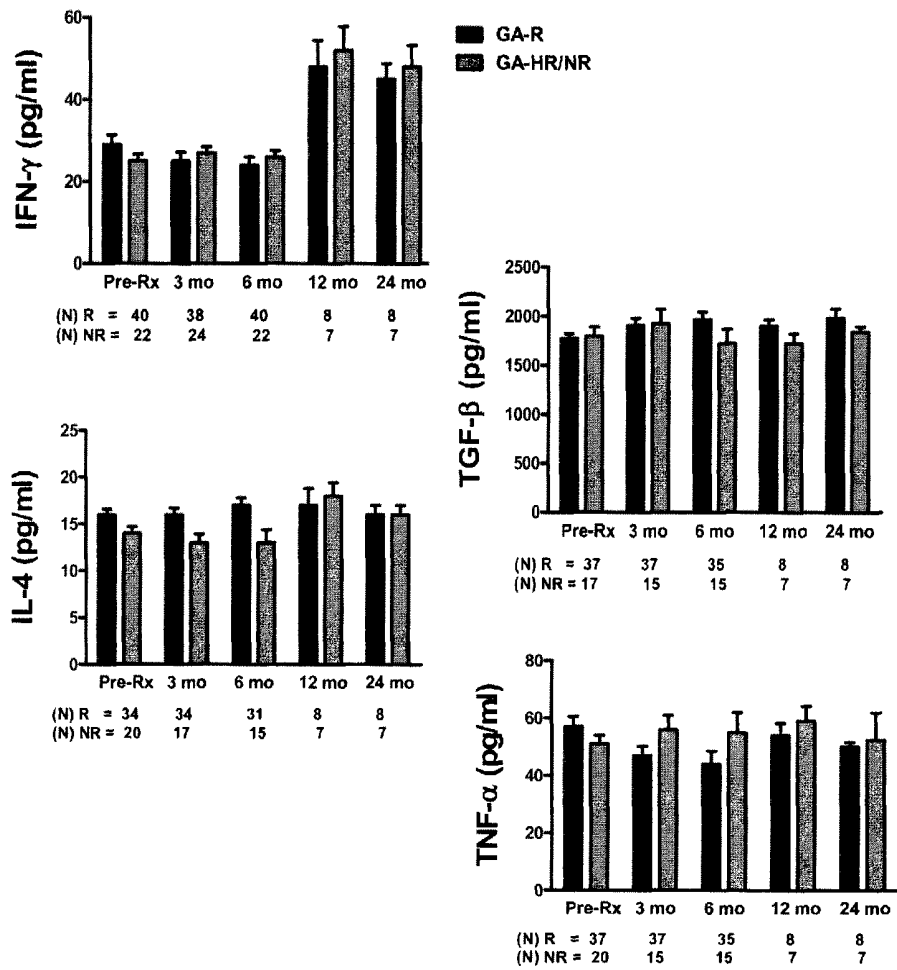 GA-R
GA-HR/NR
IFN-γ (pg/ml)
60
40
20
0
Pre-Rx 3 mo 6 mo 12 mo 24 mo
(N) R = 40 38 40 8 8
(N) NR = 22 24 22 7 7
IL-4 (pg/ml)
25
20
15
10
5
0
Pre-Rx 3 mo 6 mo 12 mo 24 mo
(N) R = 34 34 31 8 8
(N) NR = 20 17 15 7 7
TGF-β (pg/ml)
2500
2000
1500
1000
500
0
Pre-Rx 3 mo 6 mo 12 mo 24 mo
(N) R = 37 37 35 8 8
(N) NR = 17 15 15 7 7
TNF-α (pg/ml)
80
60
40
20
0
Pre-Rx 3 mo 6 mo 12 mo 24 mo
(N) R = 37 37 35 8 8
(N) NR = 20 15 15 7 7